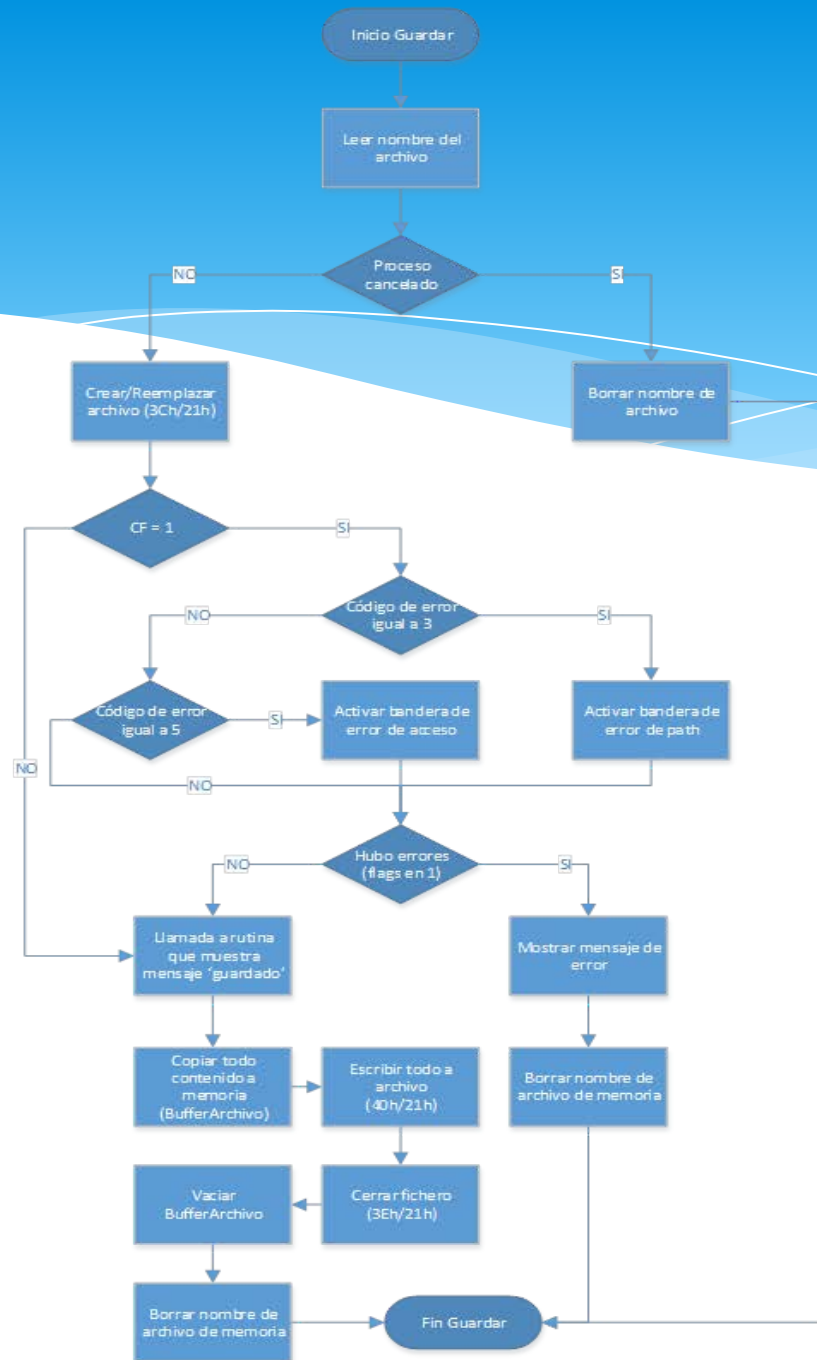 Inicio Guardar
Leer nombre del
archivo
Proceso
cancelado
NO
SI
Crear/Reemplazar
archivo (3Ch/21h)
Borrar nombre de
archivo
CF = 1
SI
Código de error
igual a 3
NO
SI
Código de error
igual a 5
SI
Activar bandera de
error de acceso
Activar bandera de
error de path
NO
NO
Hubo errores
(flags en 1)
NO
SI
Llamada a rutina
que muestra
mensaje ‘guardado’
Mostrar mensaje de
error
Copiar todo
contenido a
memoria
(BufferArchivo)
Escribir todo a
archivo
(40h/21h)
Borrar nombre de
archivo de memoria
Vaciar
BufferArchivo
Cerrar fichero
(3Eh/21h)
Borrar nombre de
archivo de memoria
Fin Guardar